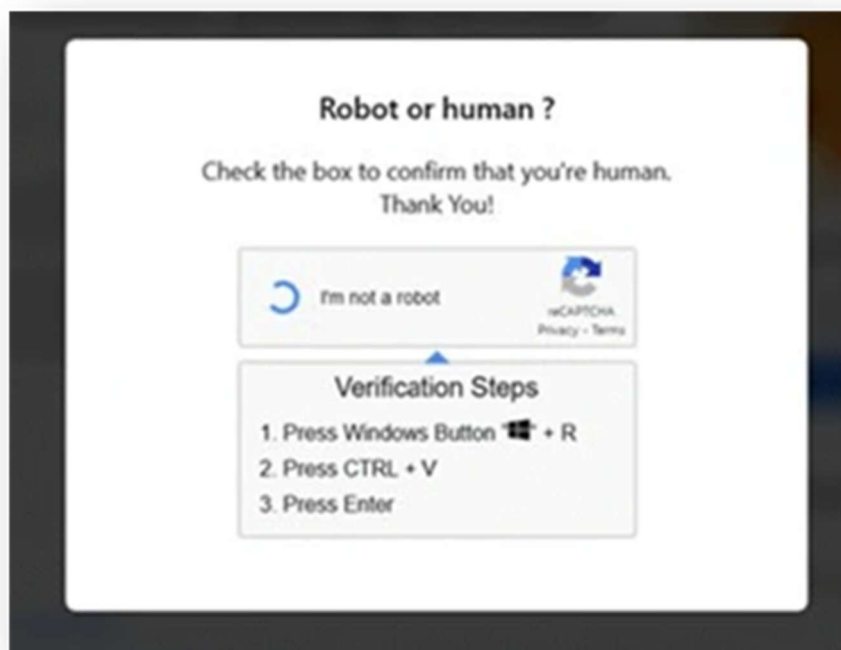 Robot or human ?
Check the box to confirm that you're human.
Thank You!
I'm not a robot
reCAPTCHA
Privacy - Terms
Verification Steps
1. Press Windows Button + R
2. Press CTRL + V
3. Press Enter